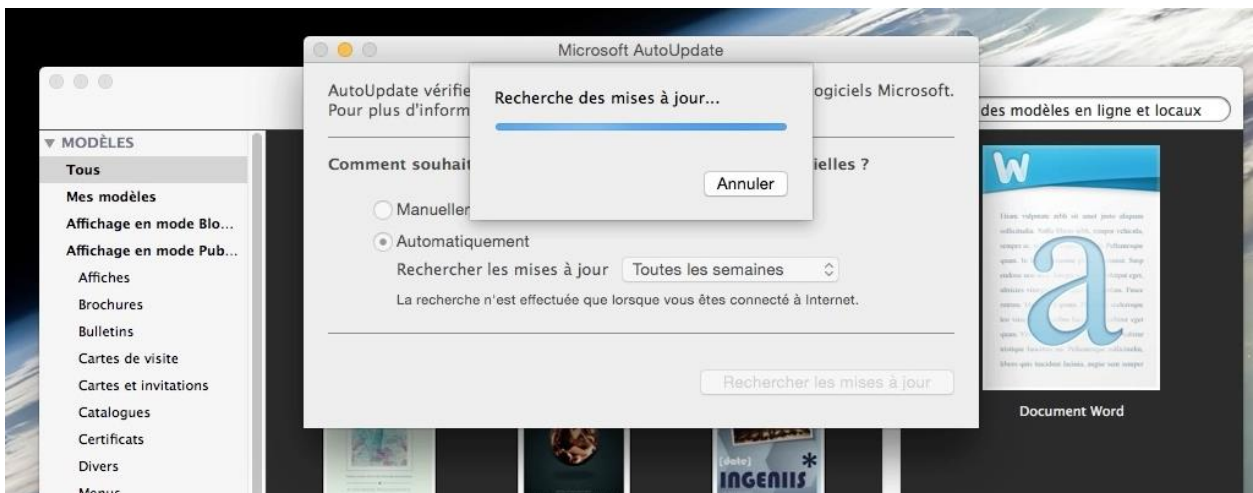 Microsoft AutoUpdate
AutoUpdate vérifie ogiciels Microsoft.
Pour plus d'inform
Recherche des mises à jour...
Annuler
Comment souhait ielles ?
Manueller
Automatiquement
Rechercher les mises à jour Toutes les semaines
La recherche n'est effectuée que lorsque vous êtes connecté à Internet.
Rechercher les mises à jour
des modèles en ligne et locaux
MODÈLES
Tous
Mes modèles
Affichage en mode Blo...
Affichage en mode Pub...
Affiches
Brochures
Bulletins
Cartes de visite
Cartes et invitations
Catalogues
Certificats
Divers
Menus
[date]
INGENIIS
W
a
Document Word